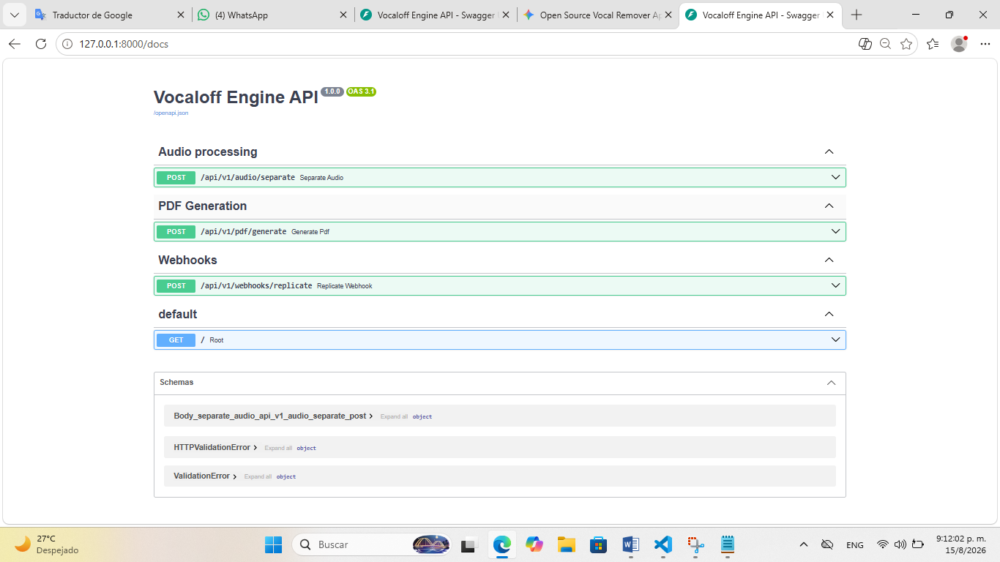 Traductor de Google
(4) WhatsApp
Vocaloff Engine API - Swagger
Open Source Vocal Remover Ap
Vocaloff Engine API - Swagger
127.0.0.1:8000/docs
Vocaloff Engine API 1.0.0 OAS 3.1
/openapi.json
Audio processing
POST /api/v1/audio/separate Separate Audio
PDF Generation
POST /api/v1/pdf/generate Generate Pdf
Webhooks
POST /api/v1/webhooks/replicate Replicate Webhook
default
GET / Root
Schemas
Body_separate_audio_api_v1_audio_separate_post Expand all object
HTTPValidationError Expand all object
ValidationError Expand all object
27°C
Despejado
Buscar
ENG
9:12:02 p. m.
15/8/2026